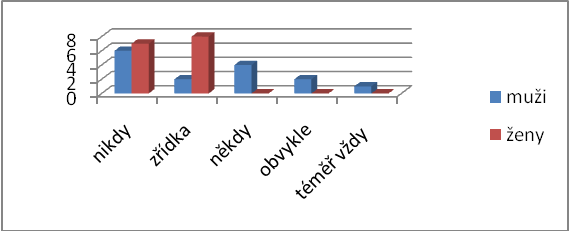 8
6
4
2
0
nikdy
zřídka
někdy
obvykle
téměř vždy
muži
ženy